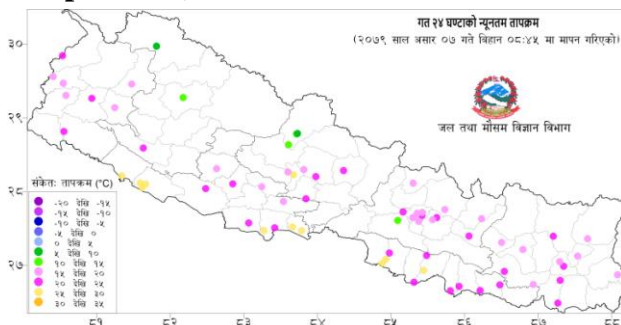 गत २४ घण्टाको न्यूनतम तापक्रम
(२०७९ साल असार ०७ गते बिहान ०८:४५ मा मापन गरिएको)
जल तथा मौसम विज्ञान विभाग
३०
२९
२८
२७
संकेतः तापक्रम (°C)
-२० देखि -१५
-१५ देखि -१०
-१० देखि -५
-५ देखि ०
० देखि ५
५ देखि १०
१० देखि १५
१५ देखि २०
२० देखि २५
२५ देखि ३०
३० देखि ३५
८१ ८२ ८३ ८४ ८५ ८६ ८७ ८८